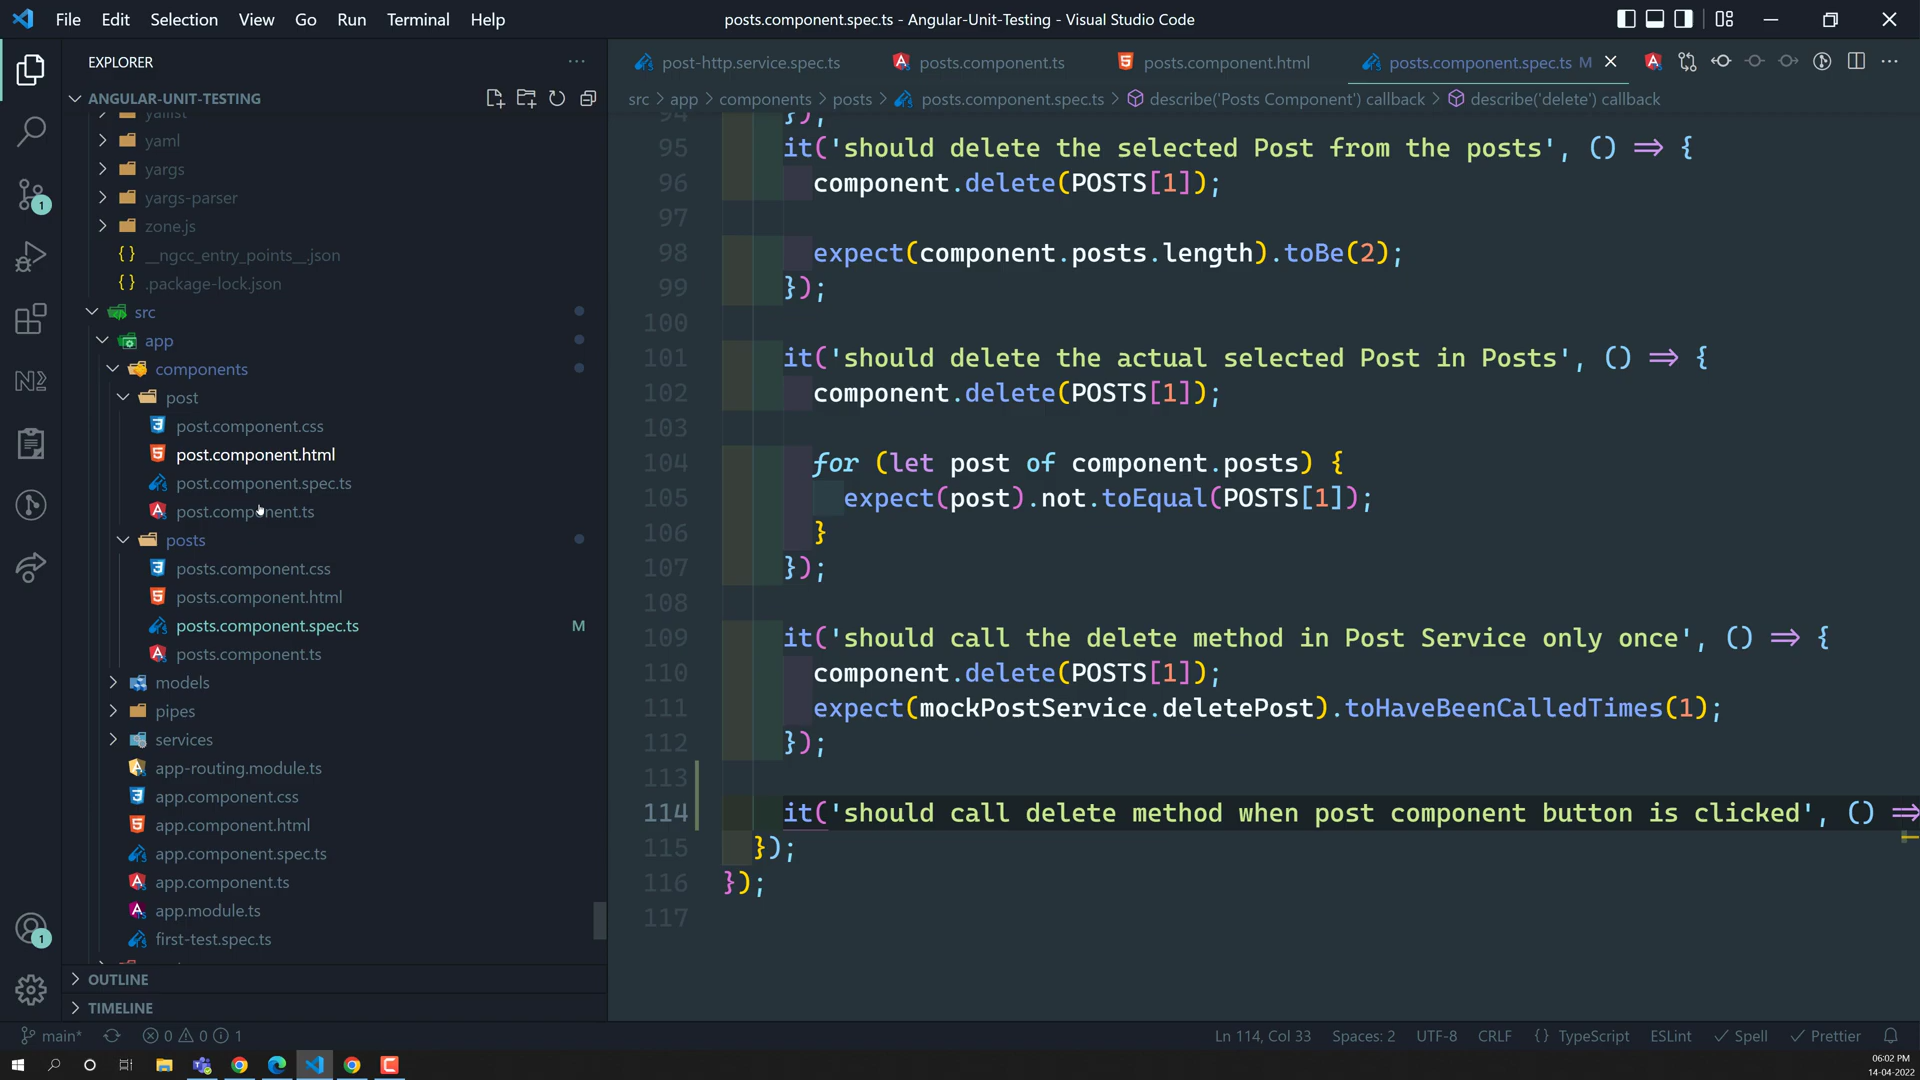 File Edit Selection View Go Run Terminal Help
posts.component.spec.ts - Angular-Unit-Testing - Visual Studio Code
EXPLORER
ANGULAR-UNIT-TESTING
yallist
yaml
yargs
yargs-parser
zone.js
{} __ngcc_entry_points__.json
{} .package-lock.json
src
app
components
post
post.component.css
post.component.html
post.component.spec.ts
post.component.ts
posts
posts.component.css
posts.component.html
posts.component.spec.ts M
posts.component.ts
models
pipes
services
app-routing.module.ts
app.component.css
app.component.html
app.component.spec.ts
app.component.ts
app.module.ts
first-test.spec.ts
OUTLINE
TIMELINE
post-http.service.spec.ts posts.component.ts posts.component.html posts.component.spec.ts M
src > app > components > posts > posts.component.spec.ts > describe('Posts Component') callback > describe('delete') callback
94 });
95 it('should delete the selected Post from the posts', () => {
96 component.delete(POSTS[1]);
97
98 expect(component.posts.length).toBe(2);
99 });
100
101 it('should delete the actual selected Post in Posts', () => {
102 component.delete(POSTS[1]);
103
104 for (let post of component.posts) {
105 expect(post).not.toEqual(POSTS[1]);
106 }
107 });
108
109 it('should call the delete method in Post Service only once', () => {
110 component.delete(POSTS[1]);
111 expect(mockPostService.deletePost).toHaveBeenCalledTimes(1);
112 });
113
114 it('should call delete method when post component button is clicked', () =>
115 });
116 });
117
1
1
main* 0 0 1
Ln 114, Col 33 Spaces: 2 UTF-8 CRLF {} TypeScript ESLint Spell Prettier
06:02 PM
14-04-2022